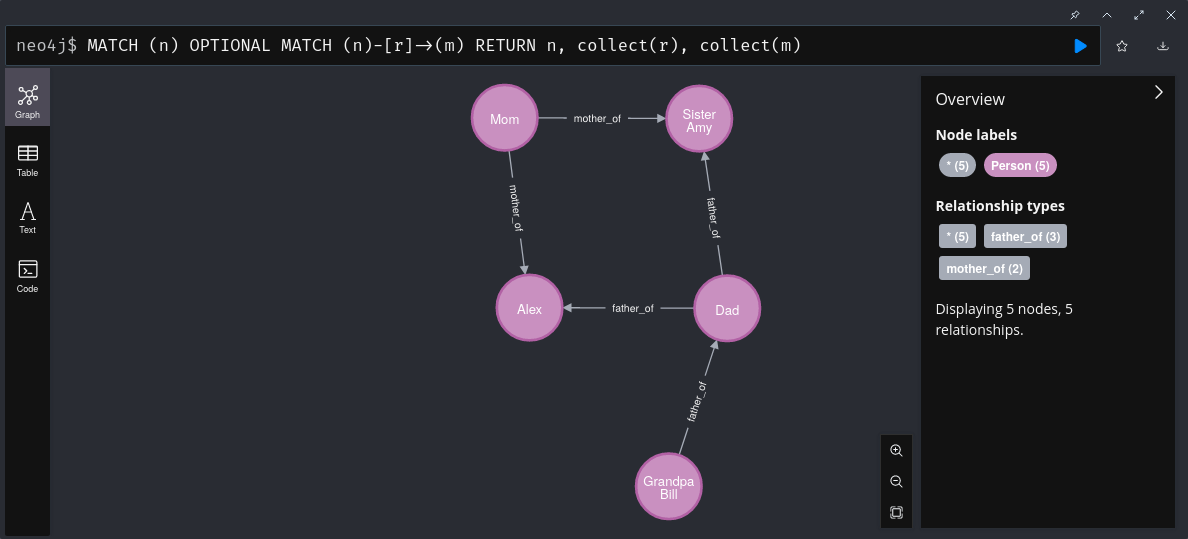 neo4j$ MATCH (n) OPTIONAL MATCH (n)-[r]->(m) RETURN n, collect(r), collect(m)
Graph
Table
Text
Code
Mom
mother_of
Sister
Amy
mother_of
father_of
Alex
father_of
Dad
father_of
Grandpa
Bill
Overview
Node labels
* (5)
Person (5)
Relationship types
* (5)
father_of (3)
mother_of (2)
Displaying 5 nodes, 5
relationships.